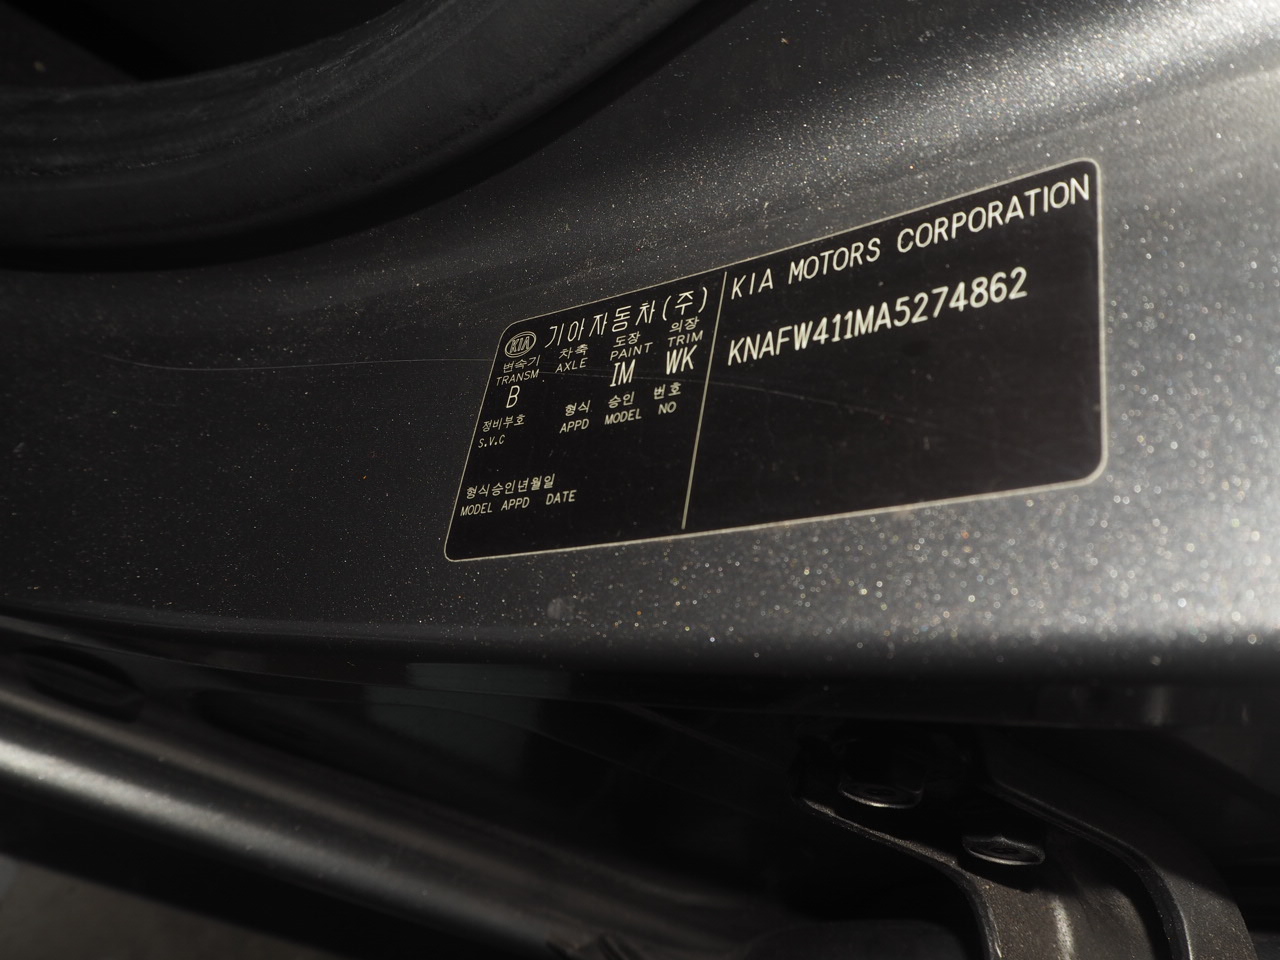 KIA 기아자동차(주)
변속기 차축 도장 의장
TRANSM AXLE PAINT TRIM
B IM WK
정비부호 형식 승인 번호
S.V.C APPD MODEL NO
형식승인년월일
MODEL APPD DATE
KIA MOTORS CORPORATION
KNAFW411MA5274862